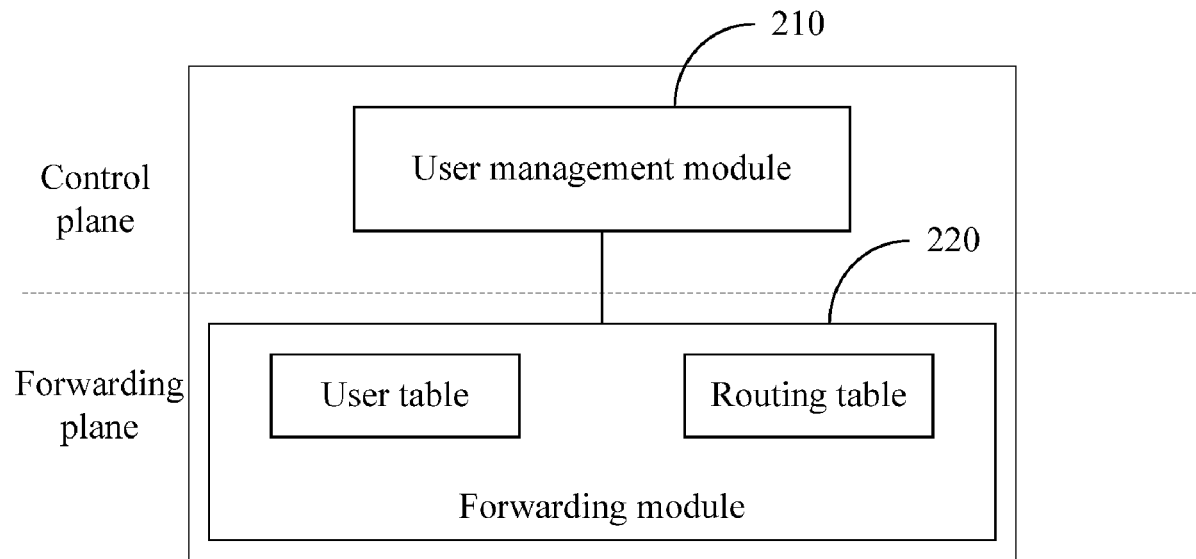 210
User management module
Control
plane
220
Forwarding
plane
User table
Routing table
Forwarding module